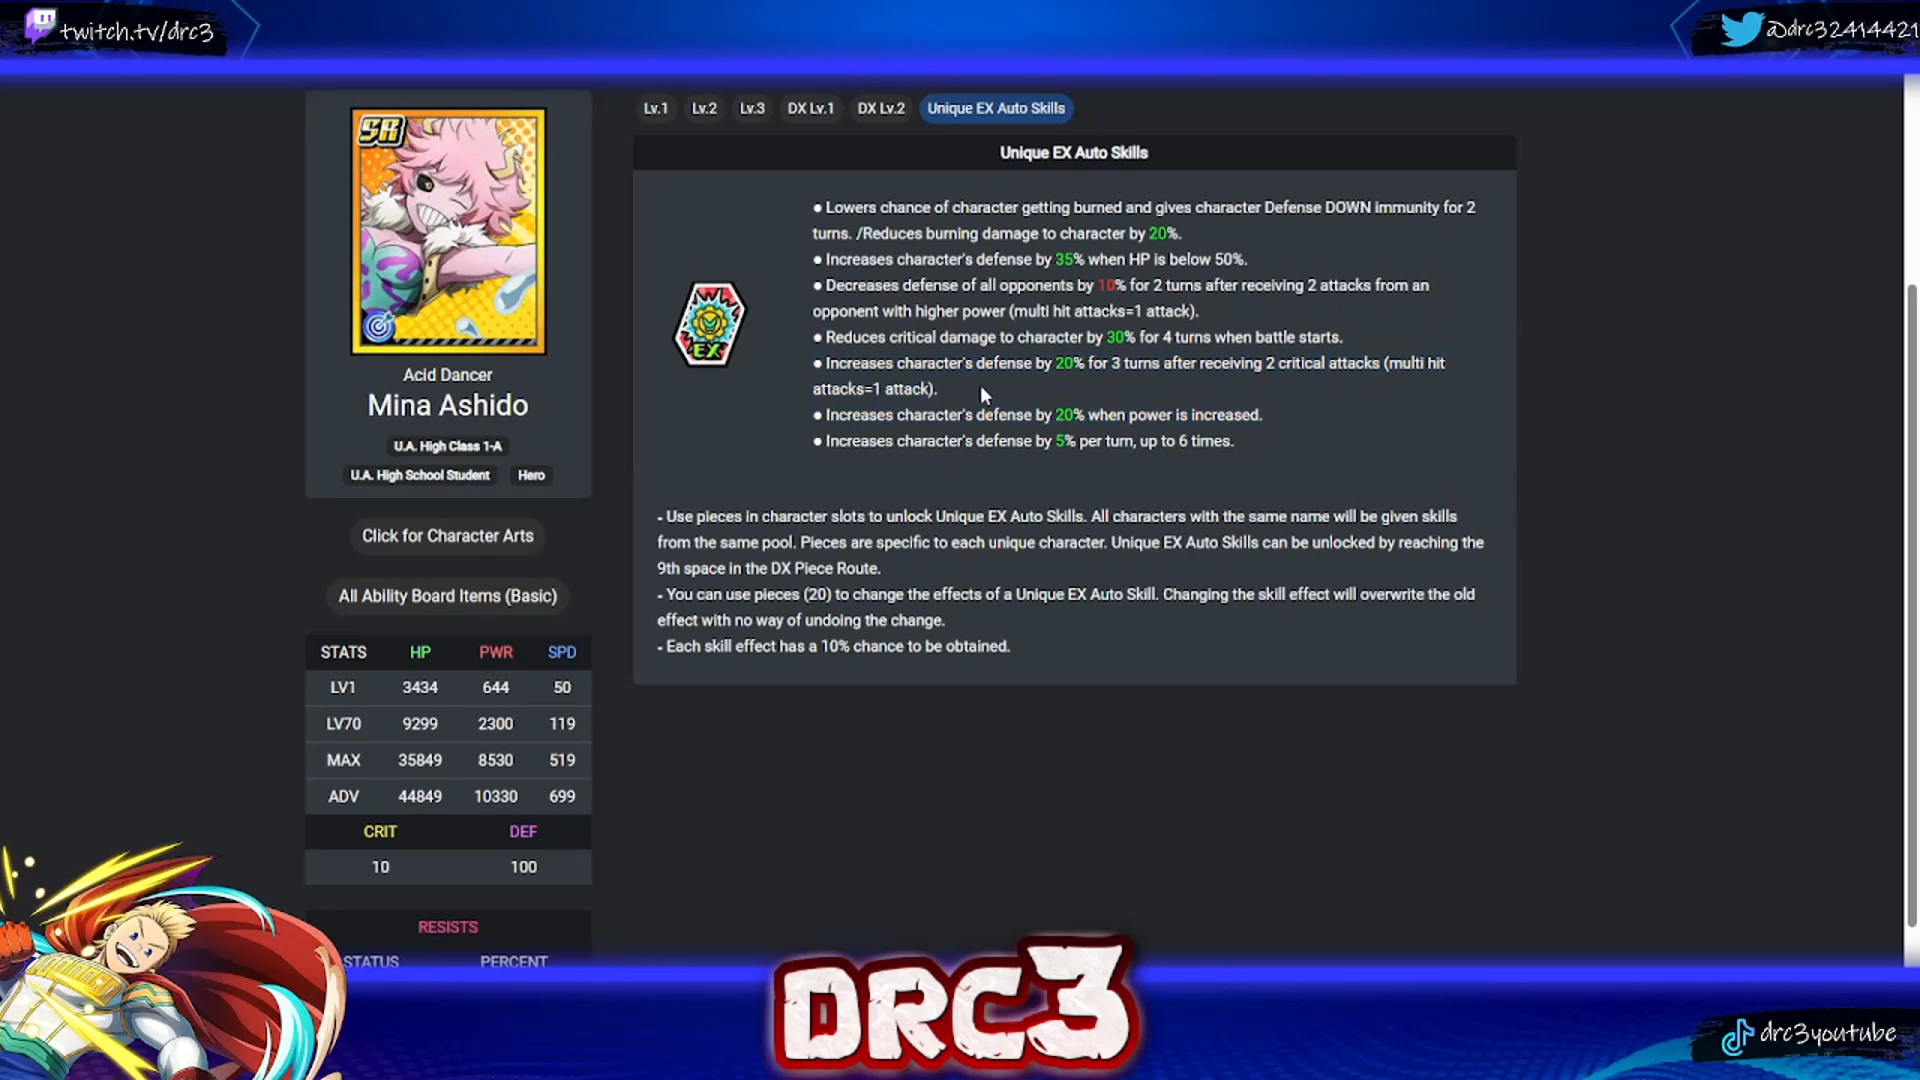 twitch.tv/drc3
@drc32414421
Lv.1 Lv.2 Lv.3 DX Lv.1 DX Lv.2 Unique EX Auto Skills
SR
Acid Dancer
Mina Ashido
U.A. High Class 1-A
U.A. High School Student Hero
Click for Character Arts
All Ability Board Items (Basic)
STATS HP PWR SPD
LV1 3434 644 50
LV70 9299 2300 119
MAX 35849 8530 519
ADV 44849 10330 699
CRIT DEF
10 100
RESISTS
STATUS PERCENT
Unique EX Auto Skills
EX
● Lowers chance of character getting burned and gives character Defense DOWN immunity for 2
turns. /Reduces burning damage to character by 20%.
● Increases character's defense by 35% when HP is below 50%.
● Decreases defense of all opponents by 10% for 2 turns after receiving 2 attacks from an
opponent with higher power (multi hit attacks=1 attack).
● Reduces critical damage to character by 30% for 4 turns when battle starts.
● Increases character's defense by 20% for 3 turns after receiving 2 critical attacks (multi hit
attacks=1 attack).
● Increases character's defense by 20% when power is increased.
● Increases character's defense by 5% per turn, up to 6 times.
- Use pieces in character slots to unlock Unique EX Auto Skills. All characters with the same name will be given skills
from the same pool. Pieces are specific to each unique character. Unique EX Auto Skills can be unlocked by reaching the
9th space in the DX Piece Route.
- You can use pieces (20) to change the effects of a Unique EX Auto Skill. Changing the skill effect will overwrite the old
effect with no way of undoing the change.
- Each skill effect has a 10% chance to be obtained.
DRC3
drc3youtube